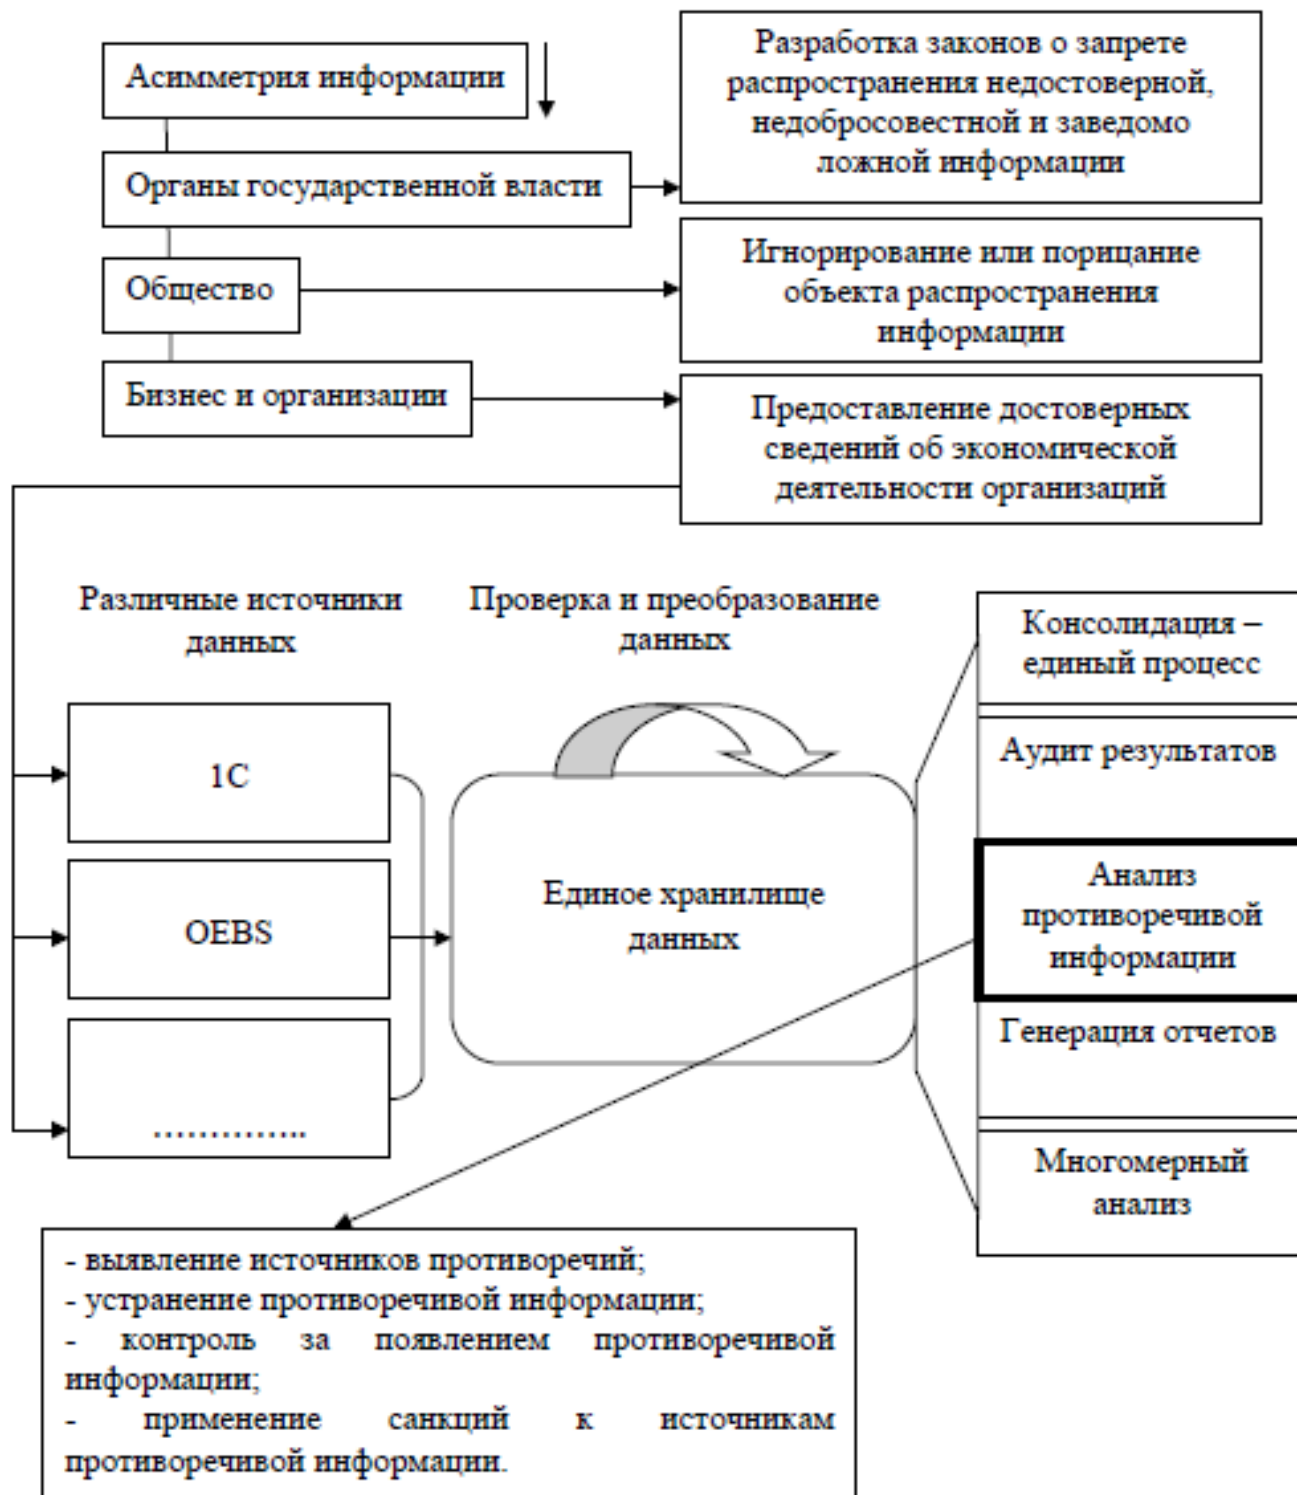 Асимметрия информации
Разработка законов о запрете
распространения недостоверной,
недобросовестной и заведомо
ложной информации
Органы государственной власти
Общество
Игнорирование или порицание
объекта распространения
информации
Бизнес и организации
Предоставление достоверных
сведений об экономической
деятельности организаций
Различные источники
данных
Проверка и преобразование
данных
1С
OEBS
…………..
Единое хранилище
данных
Консолидация –
единый процесс
Аудит результатов
Анализ
противоречивой
информации
Генерация отчетов
Многомерный
анализ
- выявление источников противоречий;
- устранение противоречивой информации;
- контроль за появлением противоречивой
информации;
- применение санкций к источникам
противоречивой информации.